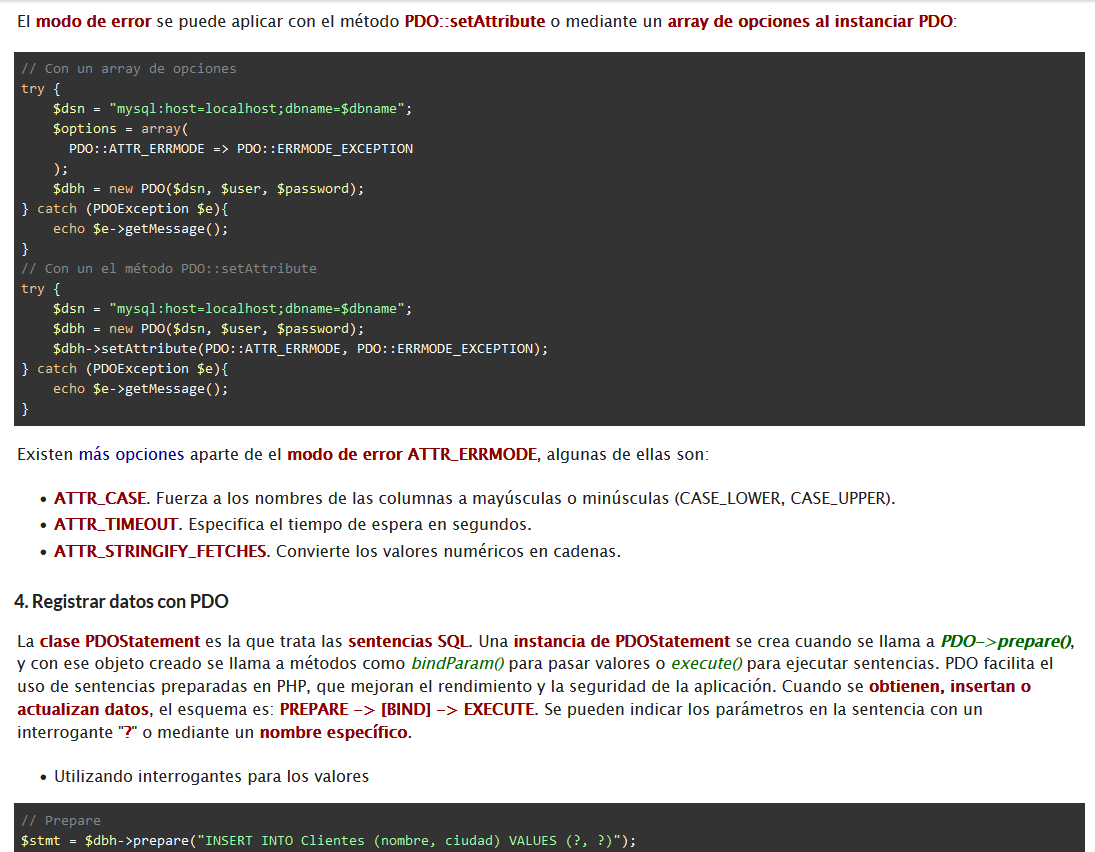 El modo de error se puede aplicar con el método PDO::setAttribute o mediante un array de opciones al instanciar PDO:
// Con un array de opciones
try {
    $dsn = "mysql:host=localhost;dbname=$dbname";
    $options = array(
      PDO::ATTR_ERRMODE => PDO::ERRMODE_EXCEPTION
    );
    $dbh = new PDO($dsn, $user, $password);
} catch (PDOException $e){
    echo $e->getMessage();
}
// Con un el método PDO::setAttribute
try {
    $dsn = "mysql:host=localhost;dbname=$dbname";
    $dbh = new PDO($dsn, $user, $password);
    $dbh->setAttribute(PDO::ATTR_ERRMODE, PDO::ERRMODE_EXCEPTION);
} catch (PDOException $e){
    echo $e->getMessage();
}
Existen más opciones aparte de el modo de error ATTR_ERRMODE, algunas de ellas son:
• ATTR_CASE. Fuerza a los nombres de las columnas a mayúsculas o minúsculas (CASE_LOWER, CASE_UPPER).
• ATTR_TIMEOUT. Especifica el tiempo de espera en segundos.
• ATTR_STRINGIFY_FETCHES. Convierte los valores numéricos en cadenas.
4. Registrar datos con PDO
La clase PDOStatement es la que trata las sentencias SQL. Una instancia de PDOStatement se crea cuando se llama a PDO–>prepare(),
y con ese objeto creado se llama a métodos como bindParam() para pasar valores o execute() para ejecutar sentencias. PDO facilita el
uso de sentencias preparadas en PHP, que mejoran el rendimiento y la seguridad de la aplicación. Cuando se obtienen, insertan o
actualizan datos, el esquema es: PREPARE –> [BIND] –> EXECUTE. Se pueden indicar los parámetros en la sentencia con un
interrogante "?" o mediante un nombre específico.
• Utilizando interrogantes para los valores
// Prepare
$stmt = $dbh->prepare("INSERT INTO Clientes (nombre, ciudad) VALUES (?, ?)");